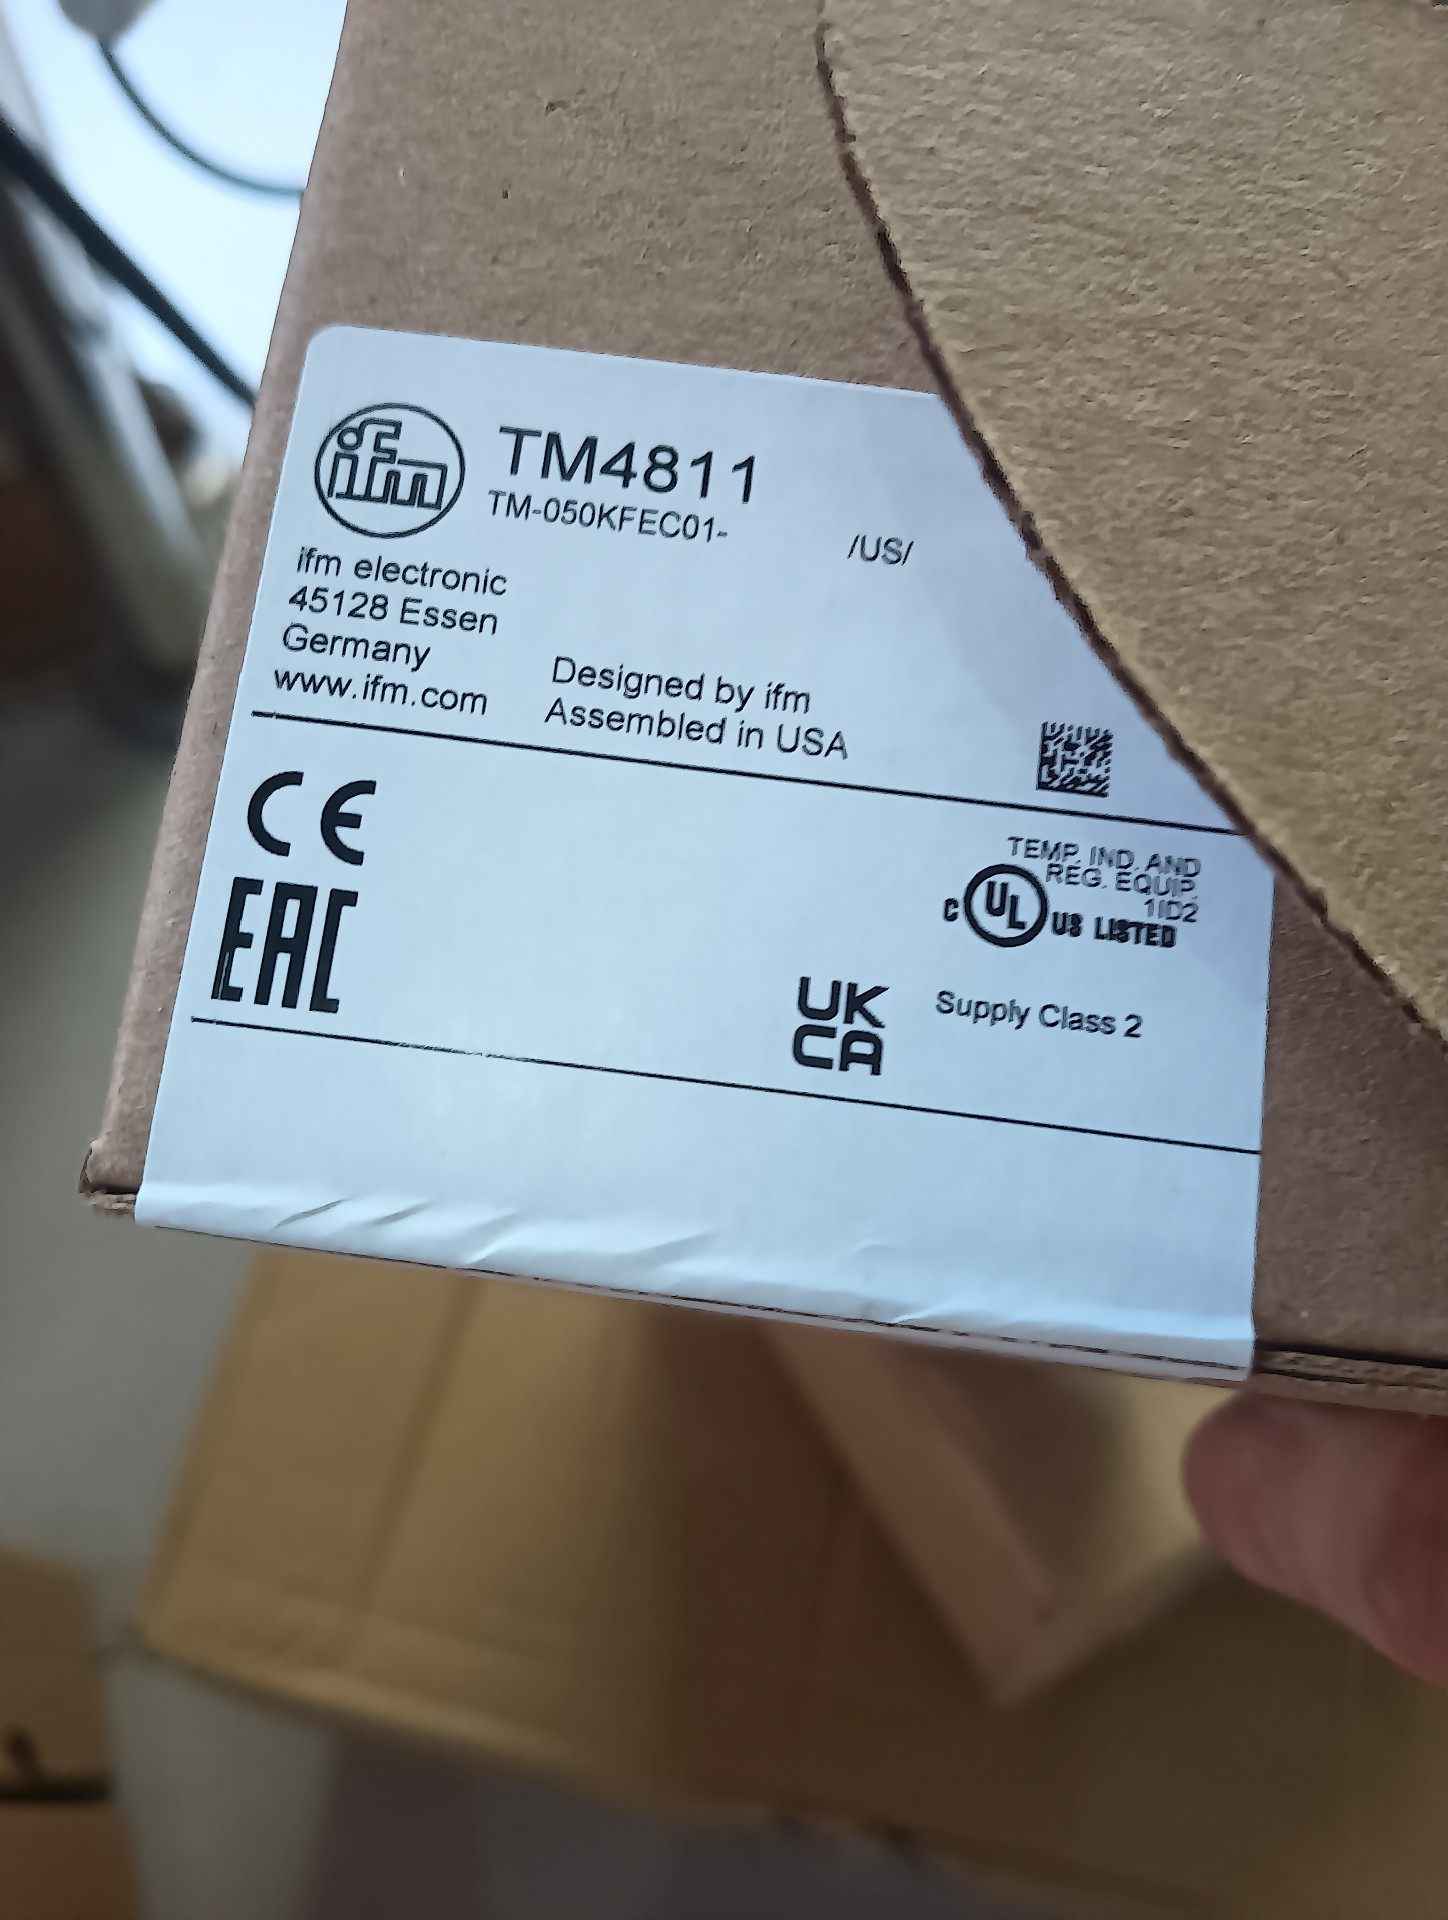 ifm
TM4811
TM-050KFEC01-
/US/
ifm electronic
45128 Essen
Germany
www.ifm.com
Designed by ifm
Assembled in USA
CE
EAC
TEMP. IND. AND
REG. EQUIP.
1ID2
C UL US LISTED
UK
CA
Supply Class 2